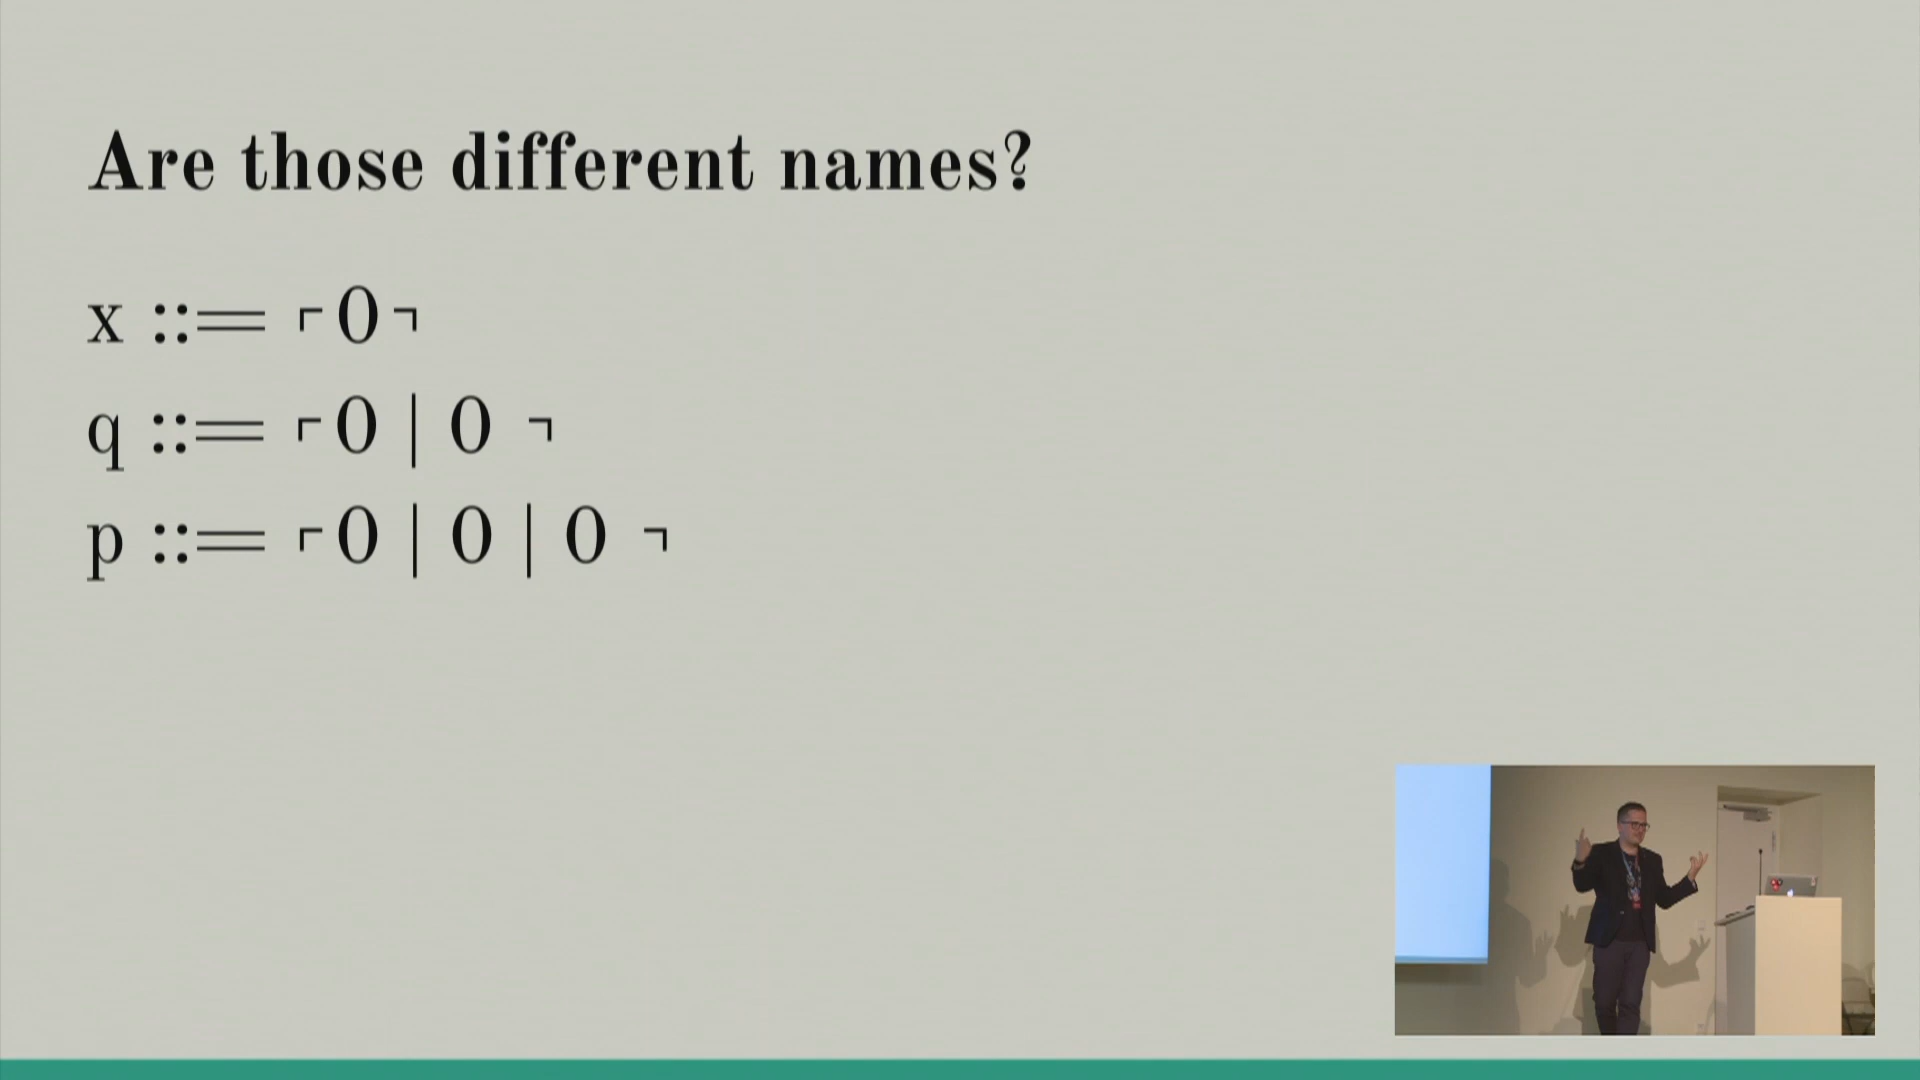 Are those different names?
x ::= ⌜0⌝
q ::= ⌜0 | 0 ⌝
p ::= ⌜0 | 0 | 0 ⌝